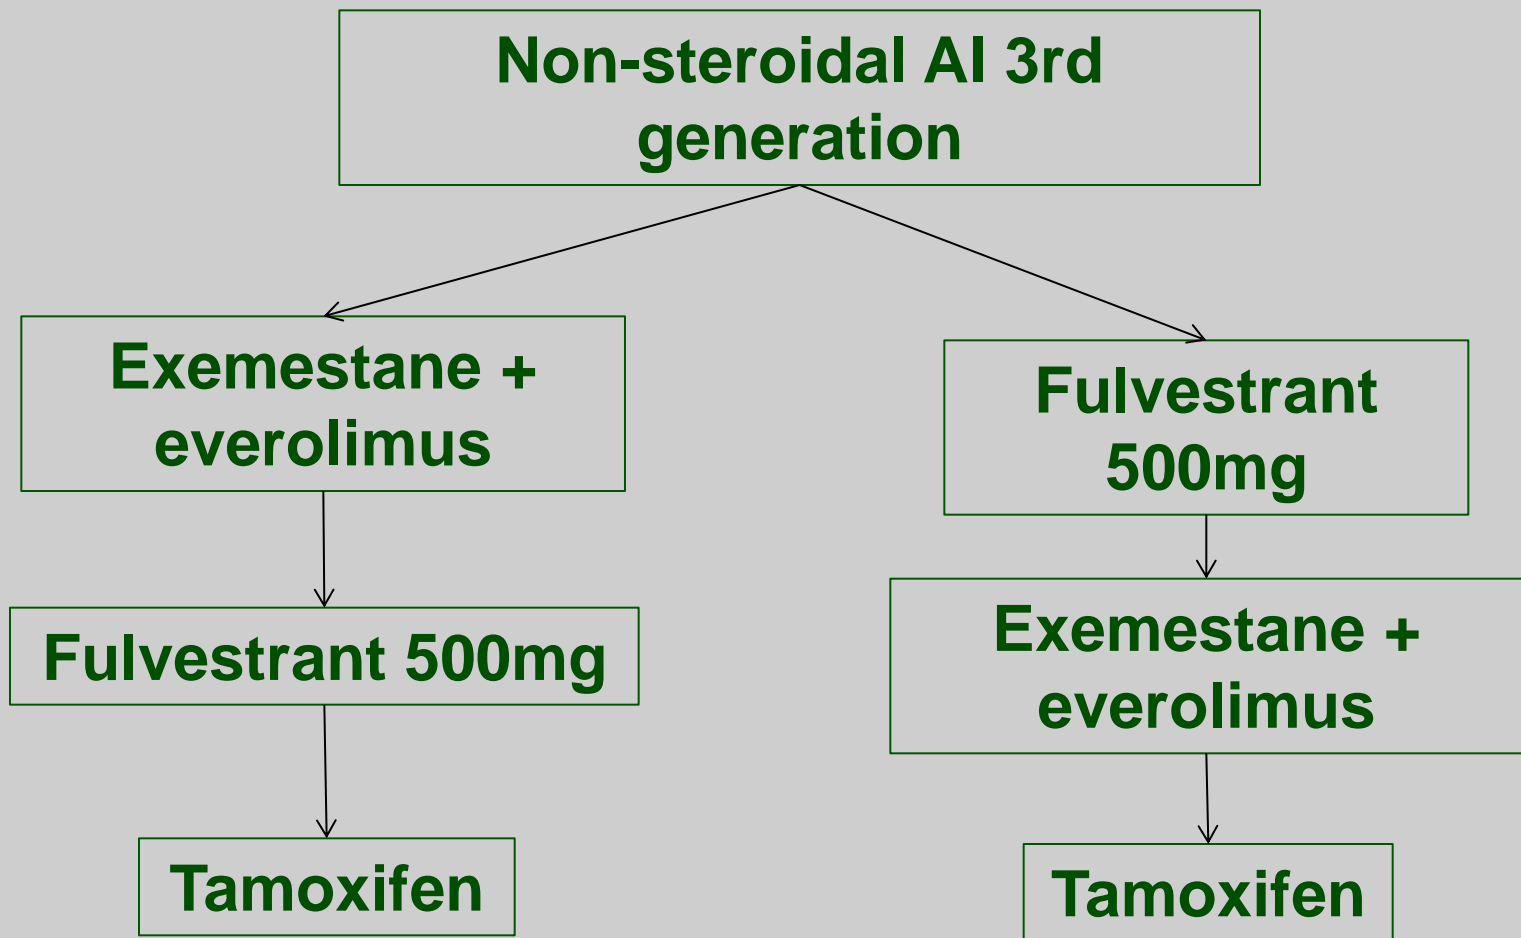 Non-steroidal AI 3rd
generation
Exemestane +
everolimus
Fulvestrant
500mg
Fulvestrant 500mg
Exemestane +
everolimus
Tamoxifen
Tamoxifen